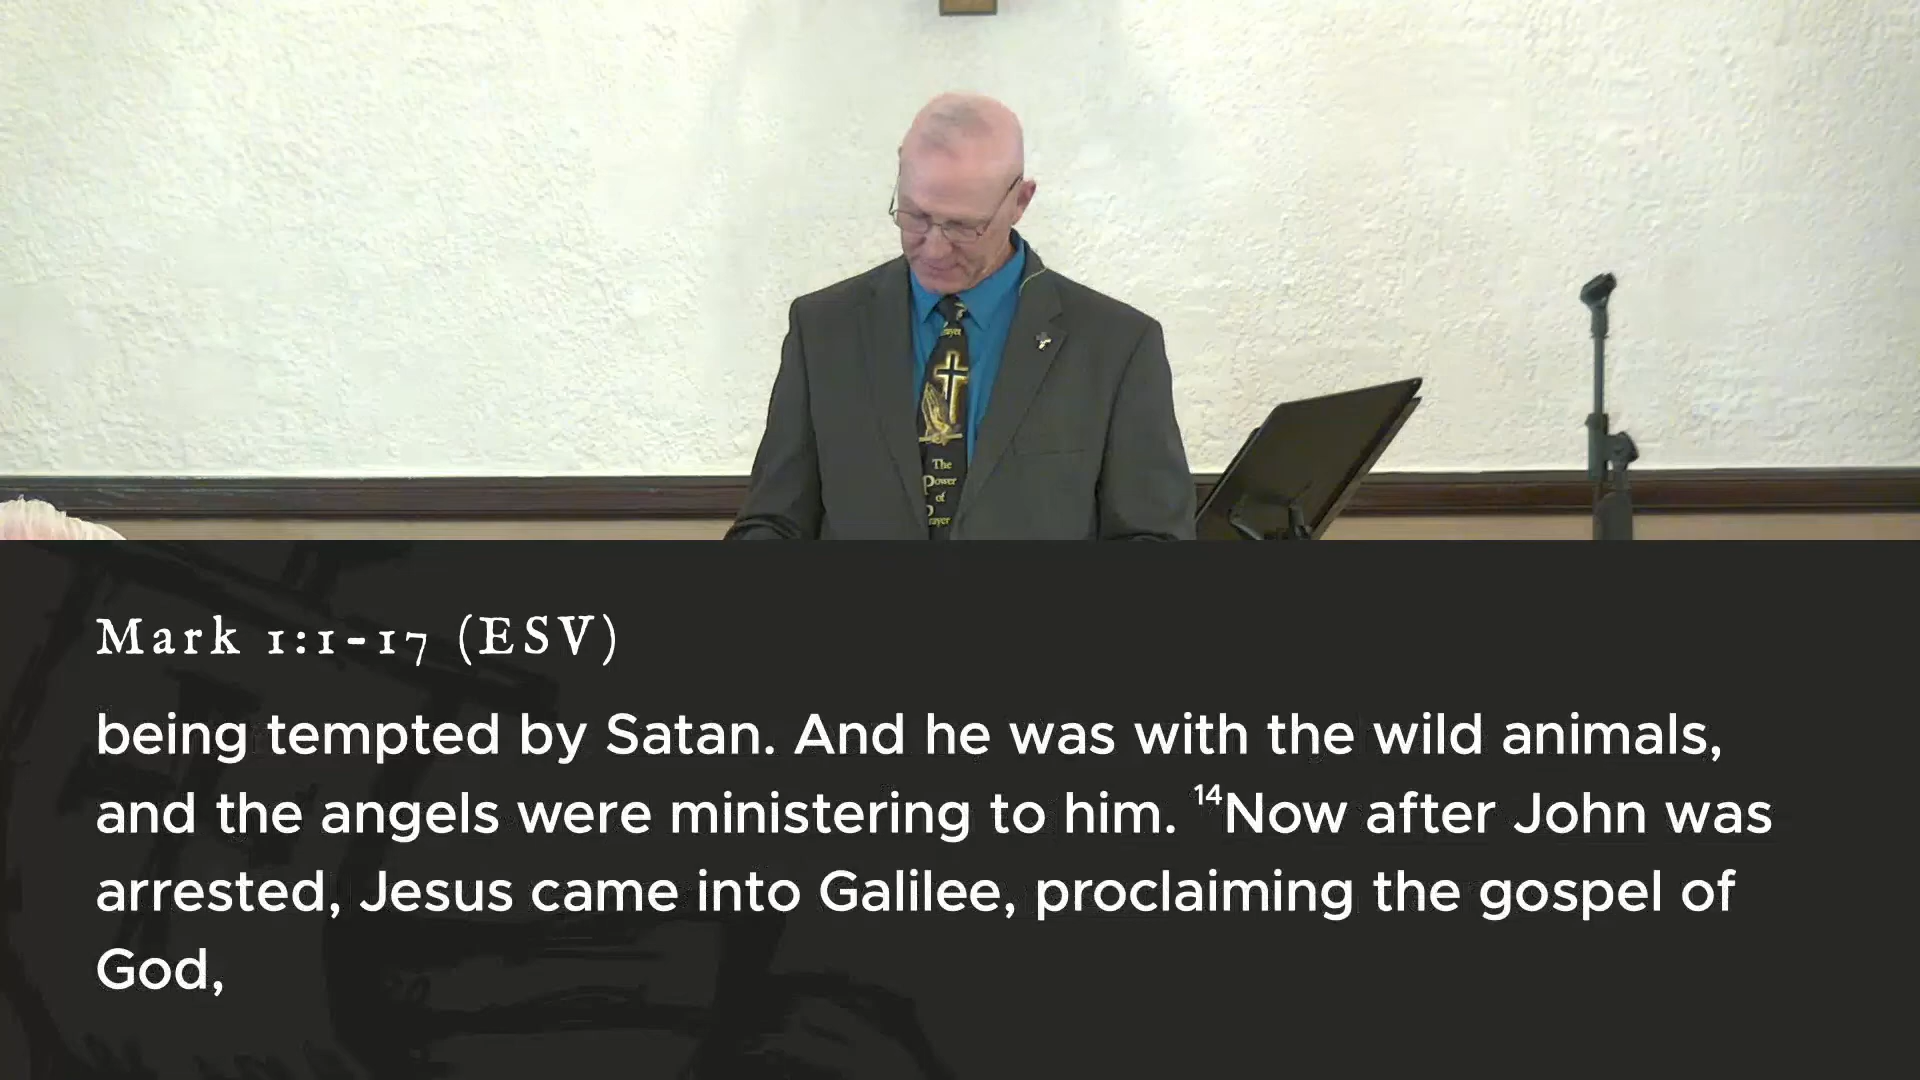 rayer
The
Power
of
Prayer
Mark 1:1-17 (ESV)
being tempted by Satan. And he was with the wild animals,
and the angels were ministering to him. ¹⁴Now after John was
arrested, Jesus came into Galilee, proclaiming the gospel of
God,